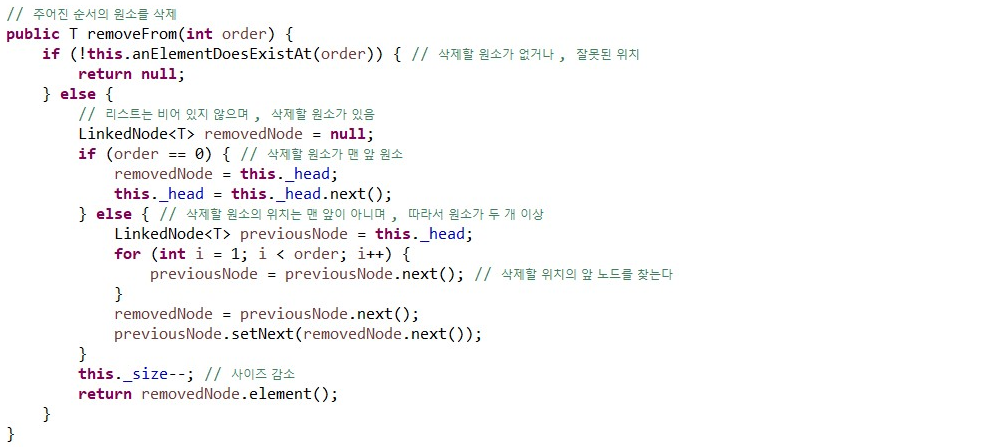 // 주어진 순서의 원소를 삭제
public T removeFrom(int order) {
    if (!this.anElementDoesExistAt(order)) { // 삭제할 원소가 없거나 , 잘못된 위치
        return null;
    } else {
        // 리스트는 비어 있지 않으며 , 삭제할 원소가 있음
        LinkedNode<T> removedNode = null;
        if (order == 0) { // 삭제할 원소가 맨 앞 원소
            removedNode = this._head;
            this._head = this._head.next();
        } else { // 삭제할 원소의 위치는 맨 앞이 아니며 , 따라서 원소가 두 개 이상
            LinkedNode<T> previousNode = this._head;
            for (int i = 1; i < order; i++) {
                previousNode = previousNode.next(); // 삭제할 위치의 앞 노드를 찾는다
            }
            removedNode = previousNode.next();
            previousNode.setNext(removedNode.next());
        }
        this._size--; // 사이즈 감소
        return removedNode.element();
    }
}